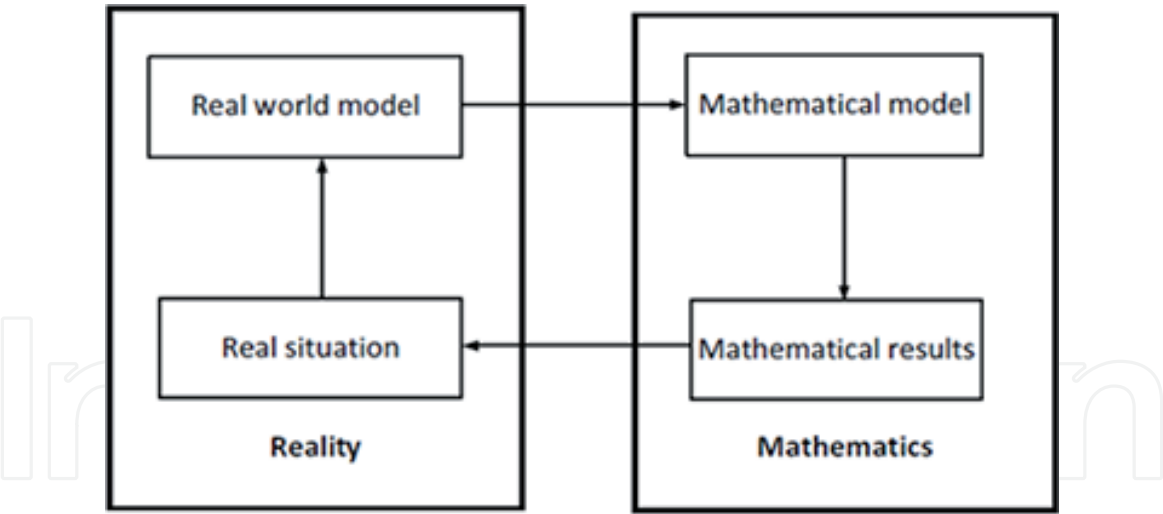 Real world model
Mathematical model
Real situation
Mathematical results
Reality
Mathematics